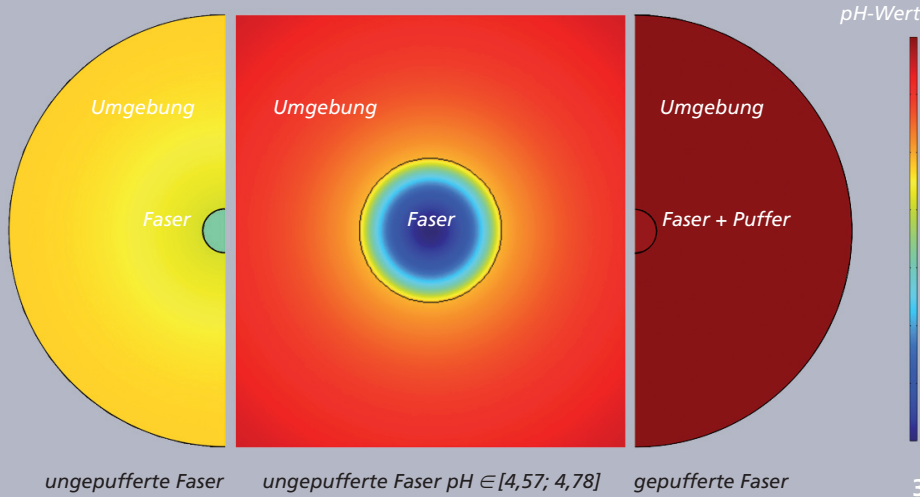 pH-Wert
Umgebung
Umgebung
Umgebung
Faser
Faser
Faser + Puffer
ungepufferte Faser
ungepufferte Faser pH ∈ [4,57; 4,78]
gepufferte Faser